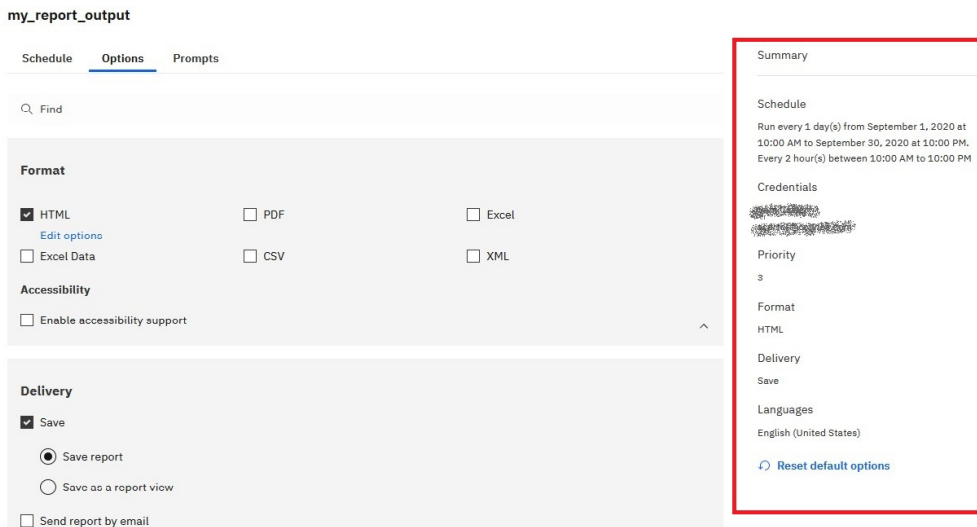 my_report_output
Schedule Options Prompts
Find
Format
HTML PDF Excel
Edit options
Excel Data CSV XML
Accessibility
Enable accessibility support
Delivery
Save
Save report
Save as a report view
Send report by email
Summary
Schedule
Run every 1 day(s) from September 1, 2020 at
10:00 AM to September 30, 2020 at 10:00 PM.
Every 2 hour(s) between 10:00 AM to 10:00 PM
Credentials
Priority
3
Format
HTML
Delivery
Save
Languages
English (United States)
Reset default options